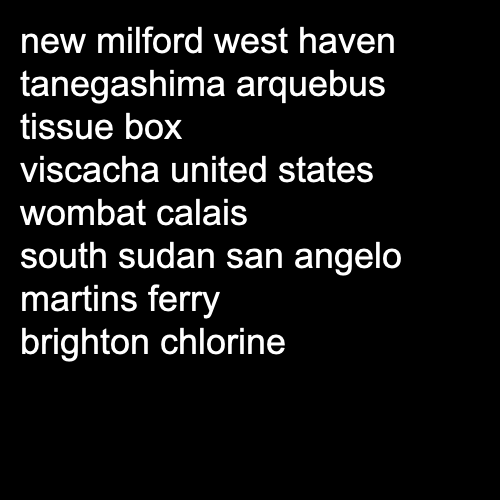 new milford west haven
tanegashima arquebus
tissue box
viscacha united states
wombat calais
south sudan san angelo
martins ferry
brighton chlorine